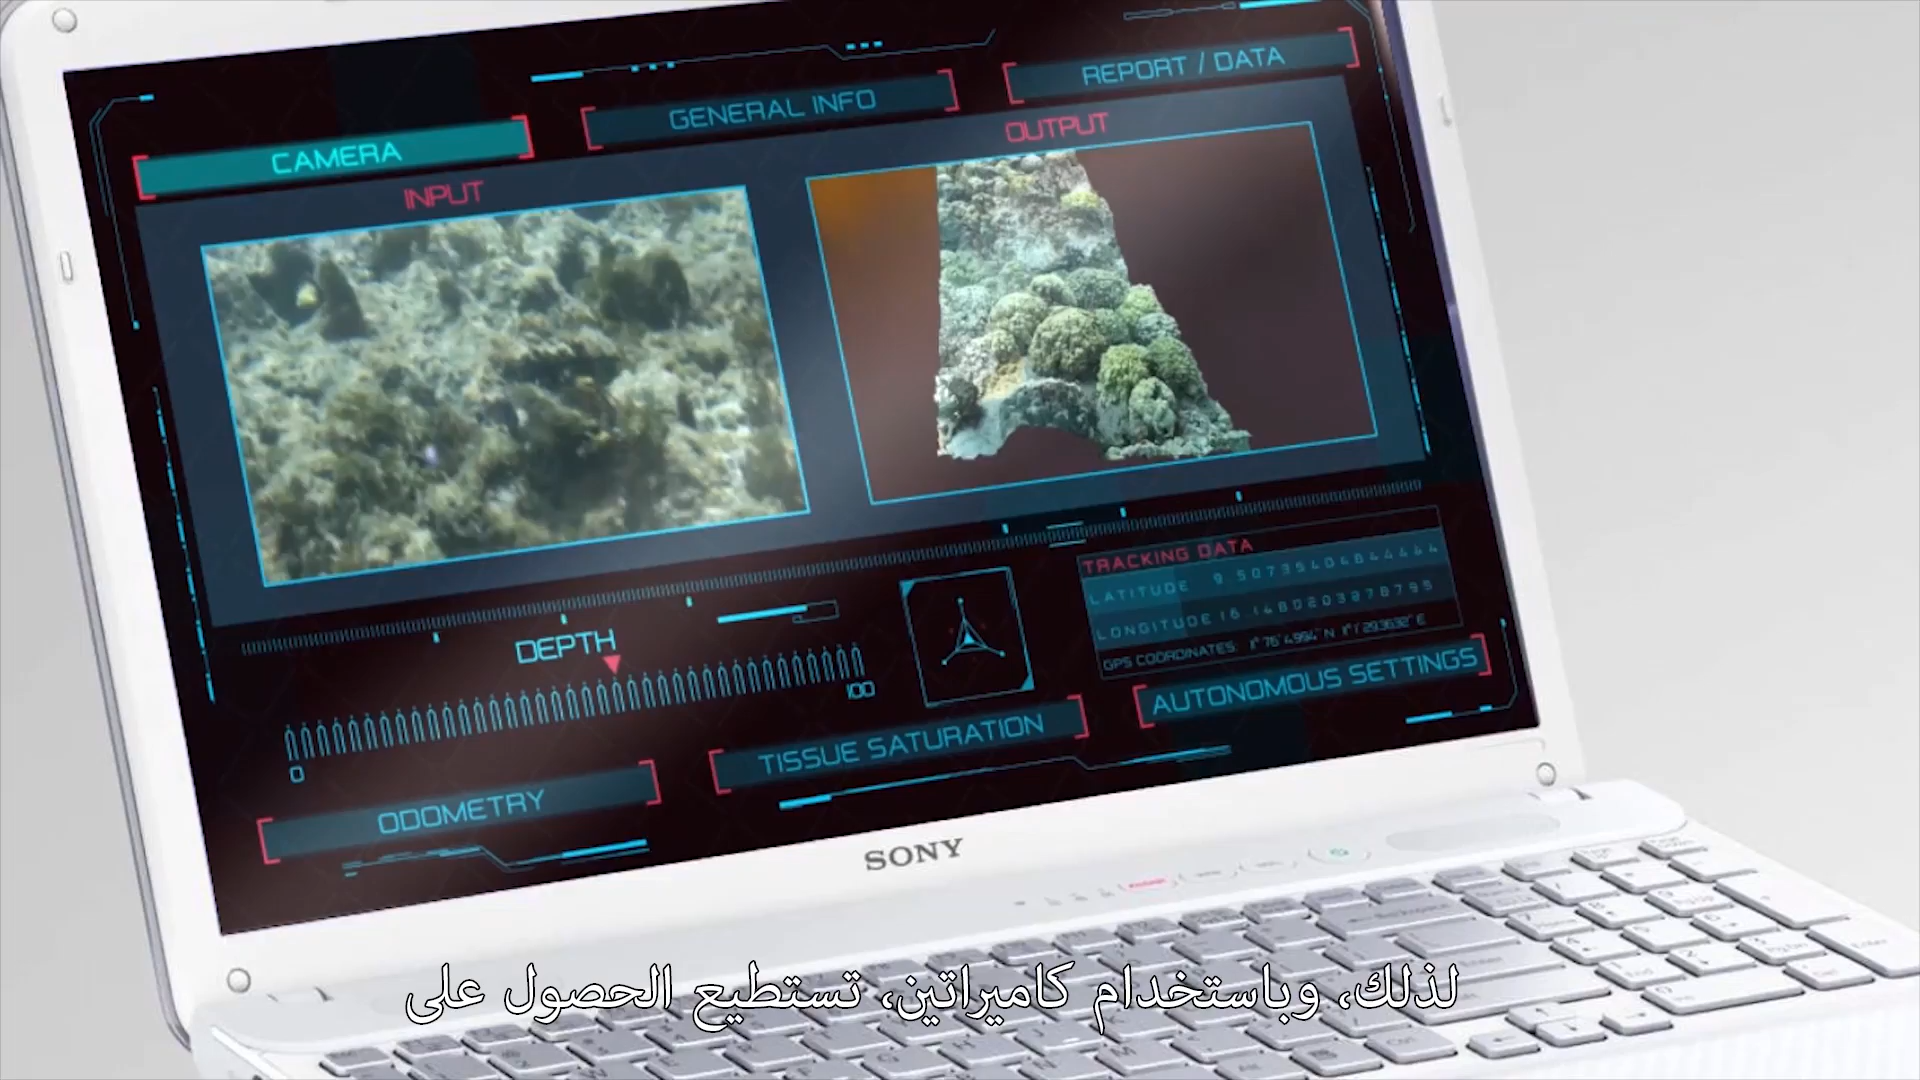 REPORT / DATA
GENERAL INFO
CAMERA
OUTPUT
INPUT
TRACKING DATA
LATITUDE
LONGITUDE
GPS COORDINATES:
DEPTH
0
100
AUTONOMOUS SETTINGS
TISSUE SATURATION
ODOMETRY
SONY
لذلك، وباستخدام كاميراتين، تستطيع الحصول على